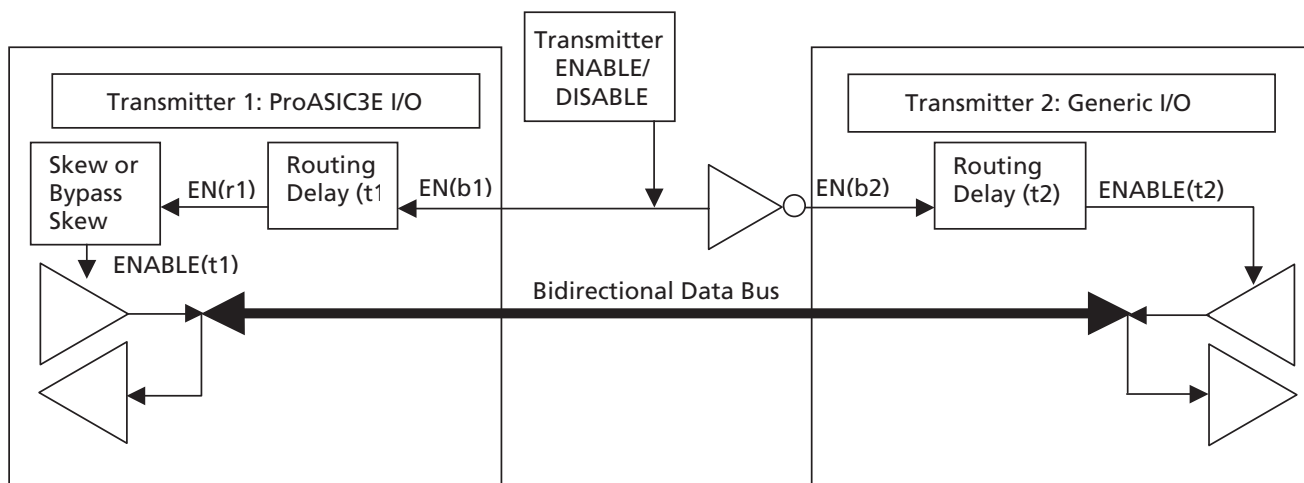 Transmitter
ENABLE/
DISABLE
Transmitter 1: ProASIC3E I/O
Transmitter 2: Generic I/O
Skew or
Bypass
Skew
EN(r1)
Routing
Delay (t1
EN(b1)
EN(b2)
Routing
Delay (t2)
ENABLE(t2)
ENABLE(t1)
Bidirectional Data Bus